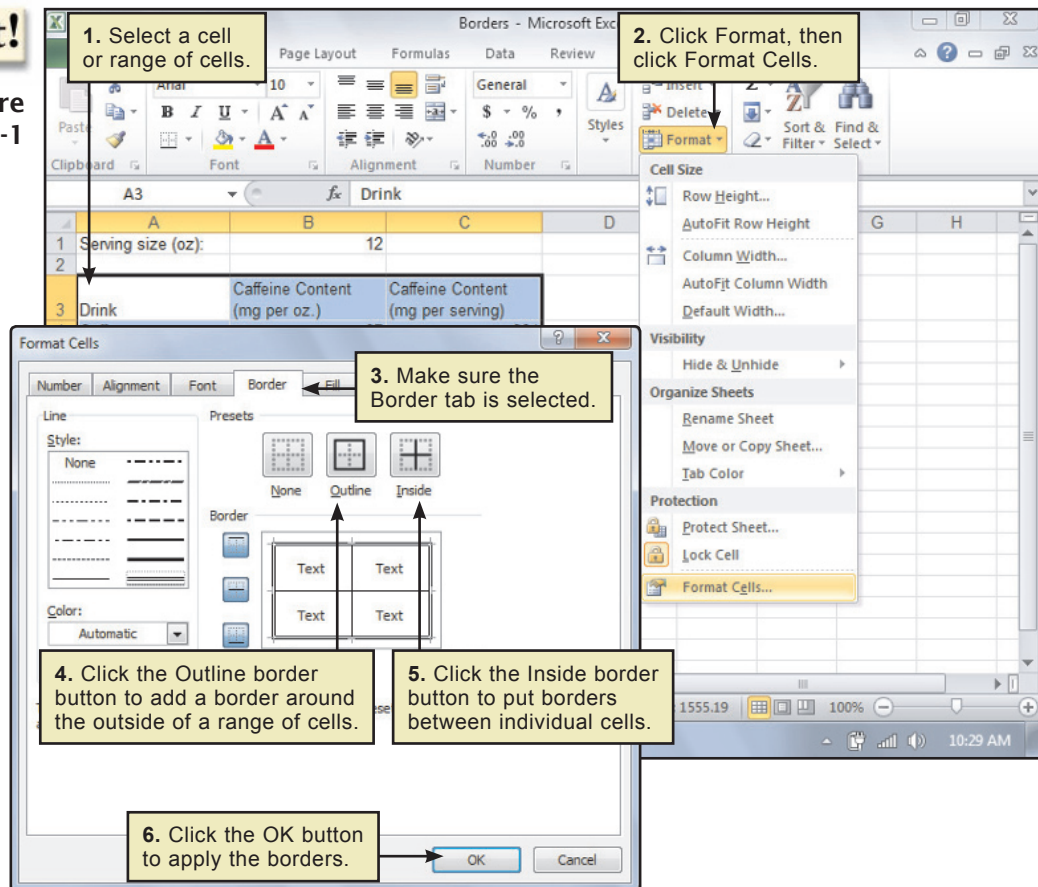 t!
re
-1
Borders - Microsoft Exc
1. Select a cell
or range of cells.
2. Click Format, then
click Format Cells.
Page Layout Formulas Data Review
Arial 10 General
B I U A A $ % ,
Paste
Styles
Insert
Delete
Format
Sort & Find &
Filter Select
Clipboard Font Alignment Number
A3 fx Drink
A B C D G H
1 Serving size (oz): 12
2
Caffeine Content Caffeine Content
3 Drink (mg per oz.) (mg per serving)
Cell Size
Row Height...
AutoFit Row Height
Column Width...
AutoFit Column Width
Default Width...
Visibility
Hide & Unhide
Organize Sheets
Rename Sheet
Move or Copy Sheet...
Tab Color
Protection
Protect Sheet...
Lock Cell
Format Cells...
Format Cells
Number Alignment Font Border Fill
3. Make sure the
Border tab is selected.
Line
Style:
None
Presets
None Outline Inside
Border
Text Text
Text Text
Color:
Automatic
4. Click the Outline border
button to add a border around
the outside of a range of cells.
5. Click the Inside border
button to put borders
between individual cells.
1555.19 100%
10:29 AM
6. Click the OK button
to apply the borders.
OK Cancel